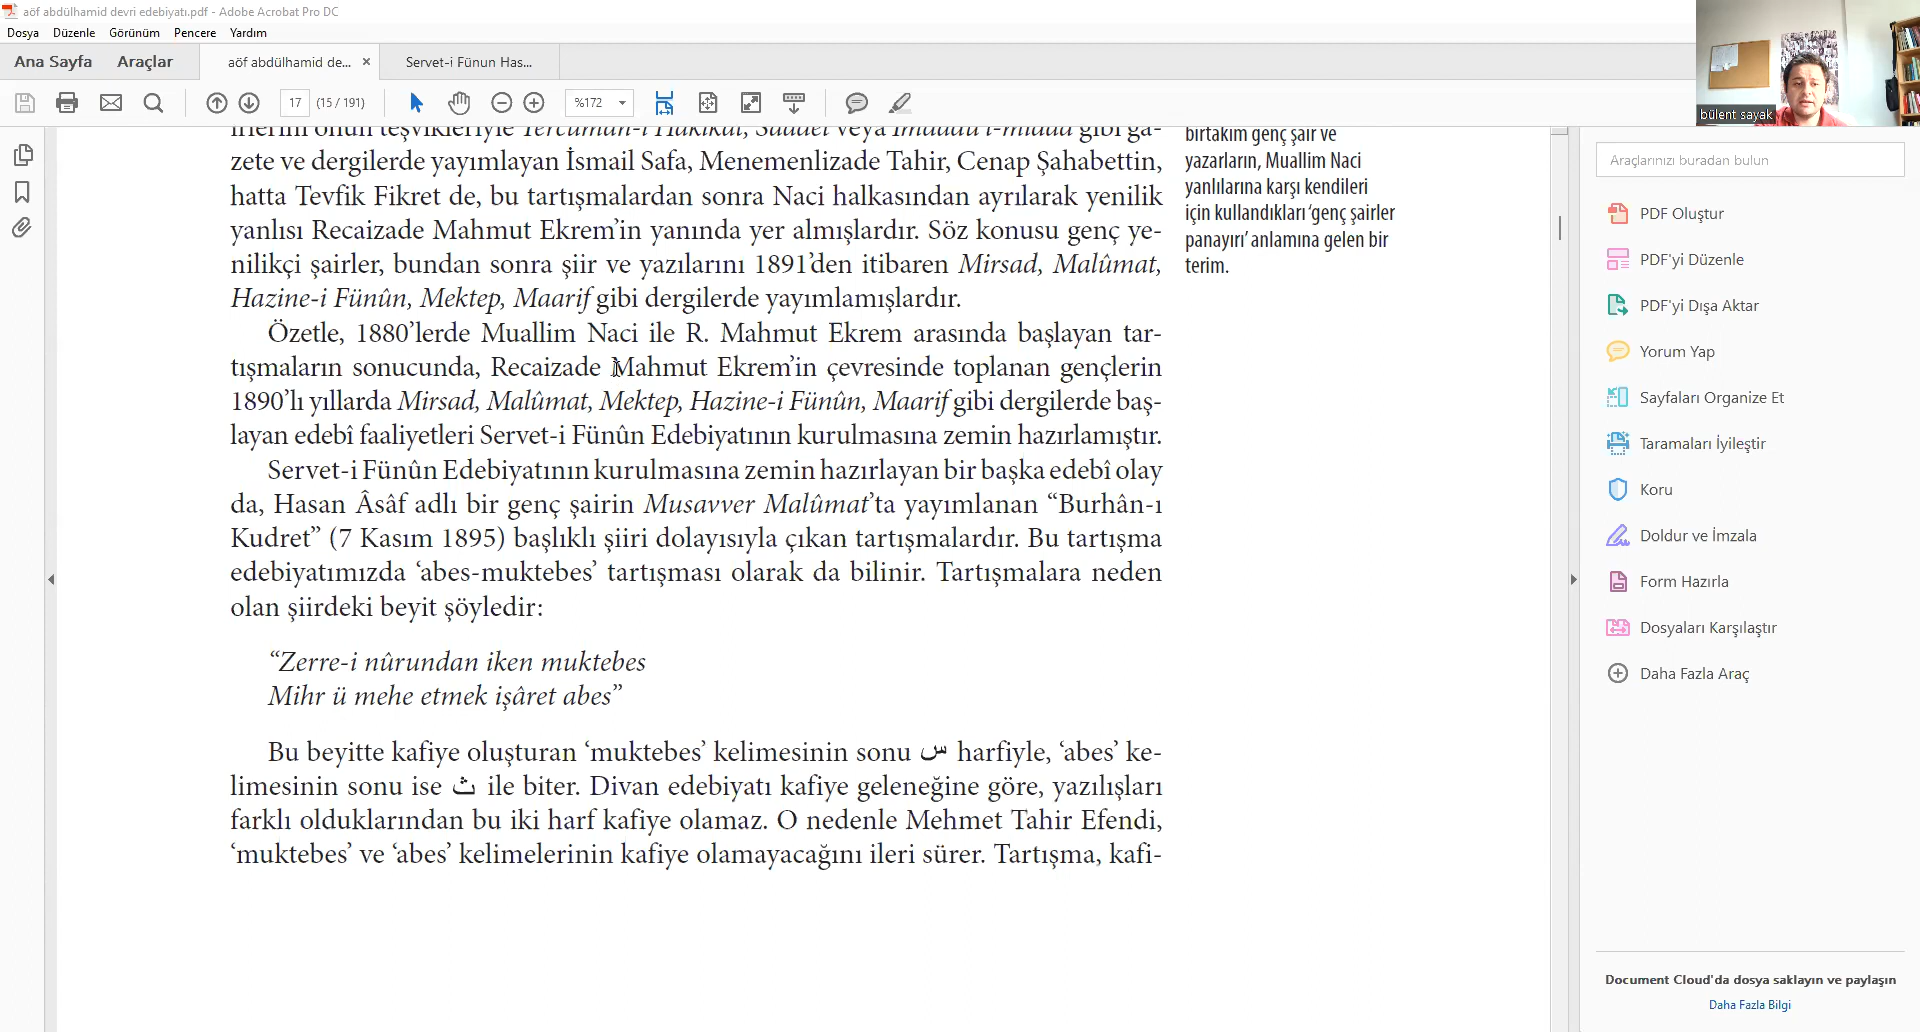 aöf abdülhamid devri edebiyatı.pdf - Adobe Acrobat Pro DC
Dosya Düzenle Görünüm Pencere Yardım
Ana Sayfa Araçlar aöf abdülhamid de... × Servet-i Fünun Has...
17 (15 / 191) %172
bülent sayak
ifferini onun teşvikleriyle Tercümân-ı Hakikat, Saadet veya İmdâdü'l-midâd gibi ga-
zete ve dergilerde yayımlayan İsmail Safa, Menemenlizade Tahir, Cenap Şahabettin,
hatta Tevfik Fikret de, bu tartışmalardan sonra Naci halkasından ayrılarak yenilik
yanlısı Recaizade Mahmut Ekrem’in yanında yer almışlardır. Söz konusu genç ye-
nilikçi şairler, bundan sonra şiir ve yazılarını 1891’den itibaren Mirsad, Malûmat,
Hazine-i Fünûn, Mektep, Maarif gibi dergilerde yayımlamışlardır.
Özetle, 1880’lerde Muallim Naci ile R. Mahmut Ekrem arasında başlayan tar-
tışmaların sonucunda, Recaizade Mahmut Ekrem’in çevresinde toplanan gençlerin
1890’lı yıllarda Mirsad, Malûmat, Mektep, Hazine-i Fünûn, Maarif gibi dergilerde baş-
layan edebî faaliyetleri Servet-i Fünûn Edebiyatının kurulmasına zemin hazırlamıştır.
Servet-i Fünûn Edebiyatının kurulmasına zemin hazırlayan bir başka edebî olay
da, Hasan Âsâf adlı bir genç şairin Musavver Malûmat’ta yayımlanan “Burhân-ı
Kudret” (7 Kasım 1895) başlıklı şiiri dolayısıyla çıkan tartışmalardır. Bu tartışma
edebiyatımızda ‘abes-muktebes’ tartışması olarak da bilinir. Tartışmalara neden
olan şiirdeki beyit şöyledir:
“Zerre-i nûrundan iken muktebes
Mihr ü mehe etmek işâret abes”
Bu beyitte kafiye oluşturan ‘muktebes’ kelimesinin sonu س harfiyle, ‘abes’ ke-
limesinin sonu ise ث ile biter. Divan edebiyatı kafiye geleneğine göre, yazılışları
farklı olduklarından bu iki harf kafiye olamaz. O nedenle Mehmet Tahir Efendi,
‘muktebes’ ve ‘abes’ kelimelerinin kafiye olamayacağını ileri sürer. Tartışma, kafi-
birtakım genç şair ve
yazarların, Muallim Naci
yanlılarına karşı kendileri
için kullandıkları ‘genç şairler
panayırı’ anlamına gelen bir
terim.
Araçlarınızı buradan bulun
PDF Oluştur
PDF'yi Düzenle
PDF'yi Dışa Aktar
Yorum Yap
Sayfaları Organize Et
Taramaları İyileştir
Koru
Doldur ve İmzala
Form Hazırla
Dosyaları Karşılaştır
Daha Fazla Araç
Document Cloud'da dosya saklayın ve paylaşın
Daha Fazla Bilgi